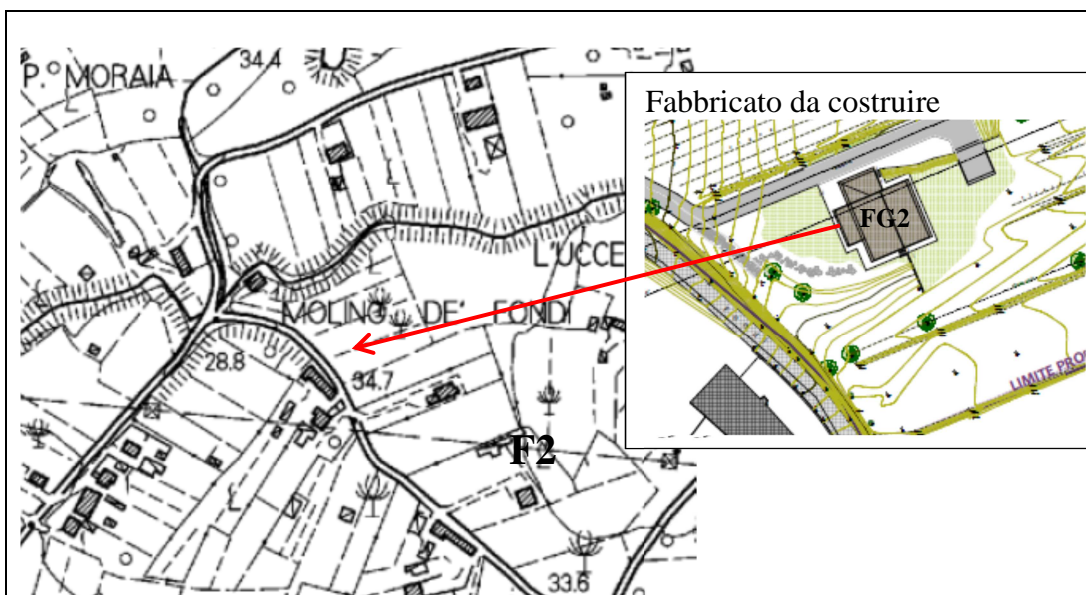 34.4
P.° MORAIA
Fabbricato da costruire
FG2
L'UCCE
MOLINO DE' FONDI
28.8
34.7
LIMITE PRO
F2
33.6